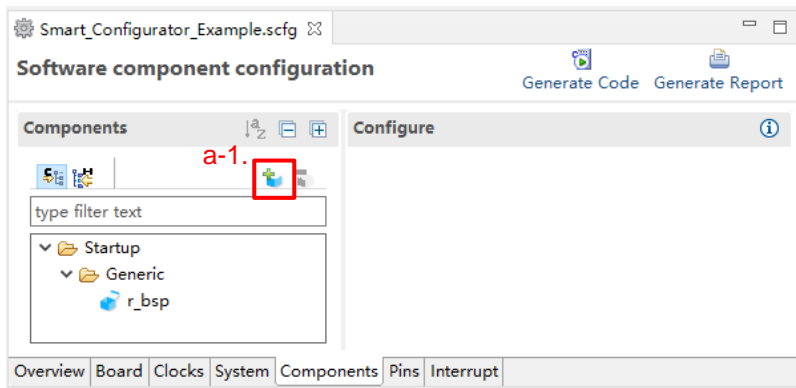 Smart_Configurator_Example.scfg
Software component configuration
Generate Code Generate Report
Components
Configure
a-1.
type filter text
Startup
Generic
r_bsp
Overview Board Clocks System Components Pins Interrupt